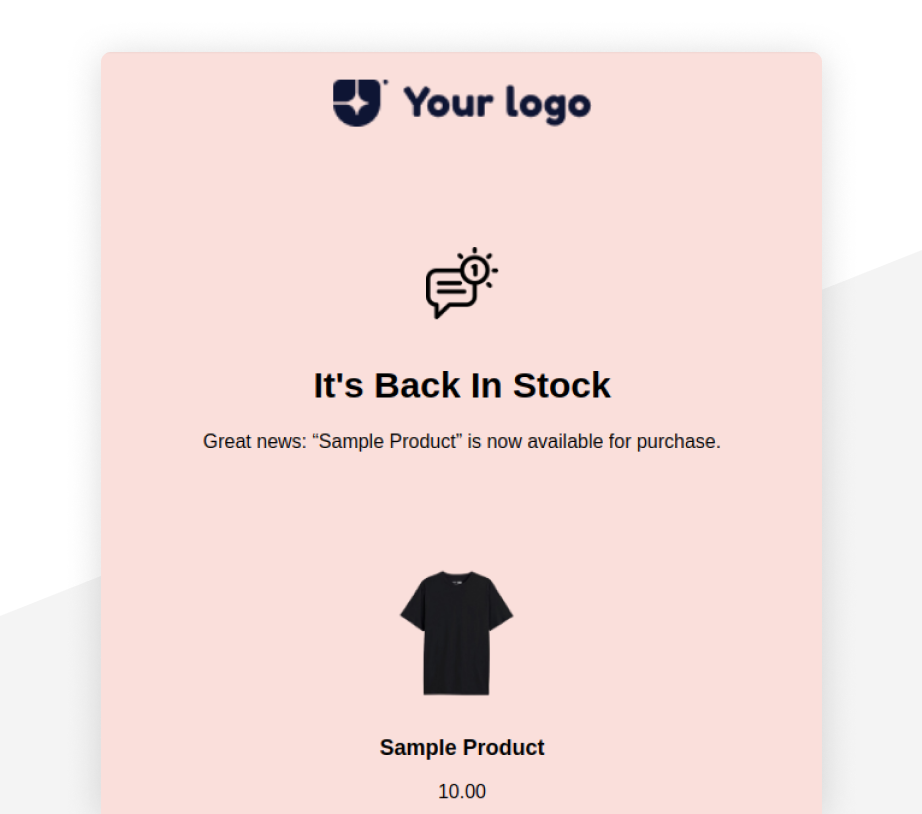 Your logo
1
It's Back In Stock
Great news: “Sample Product” is now available for purchase.
Sample Product
10.00